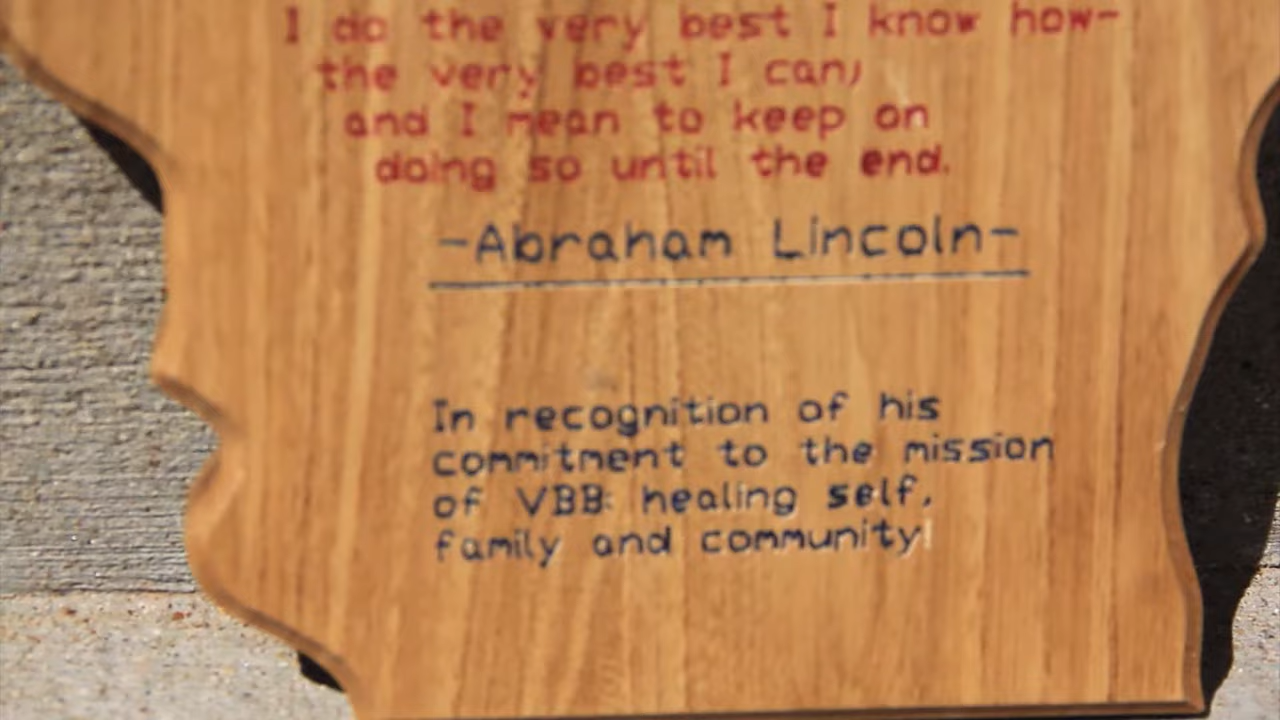 I do the very best I know how-
the very best I can;
and I mean to keep on
doing so until the end.
-Abraham Lincoln-
In recognition of his
commitment to the mission
of VBB: healing self,
family and community